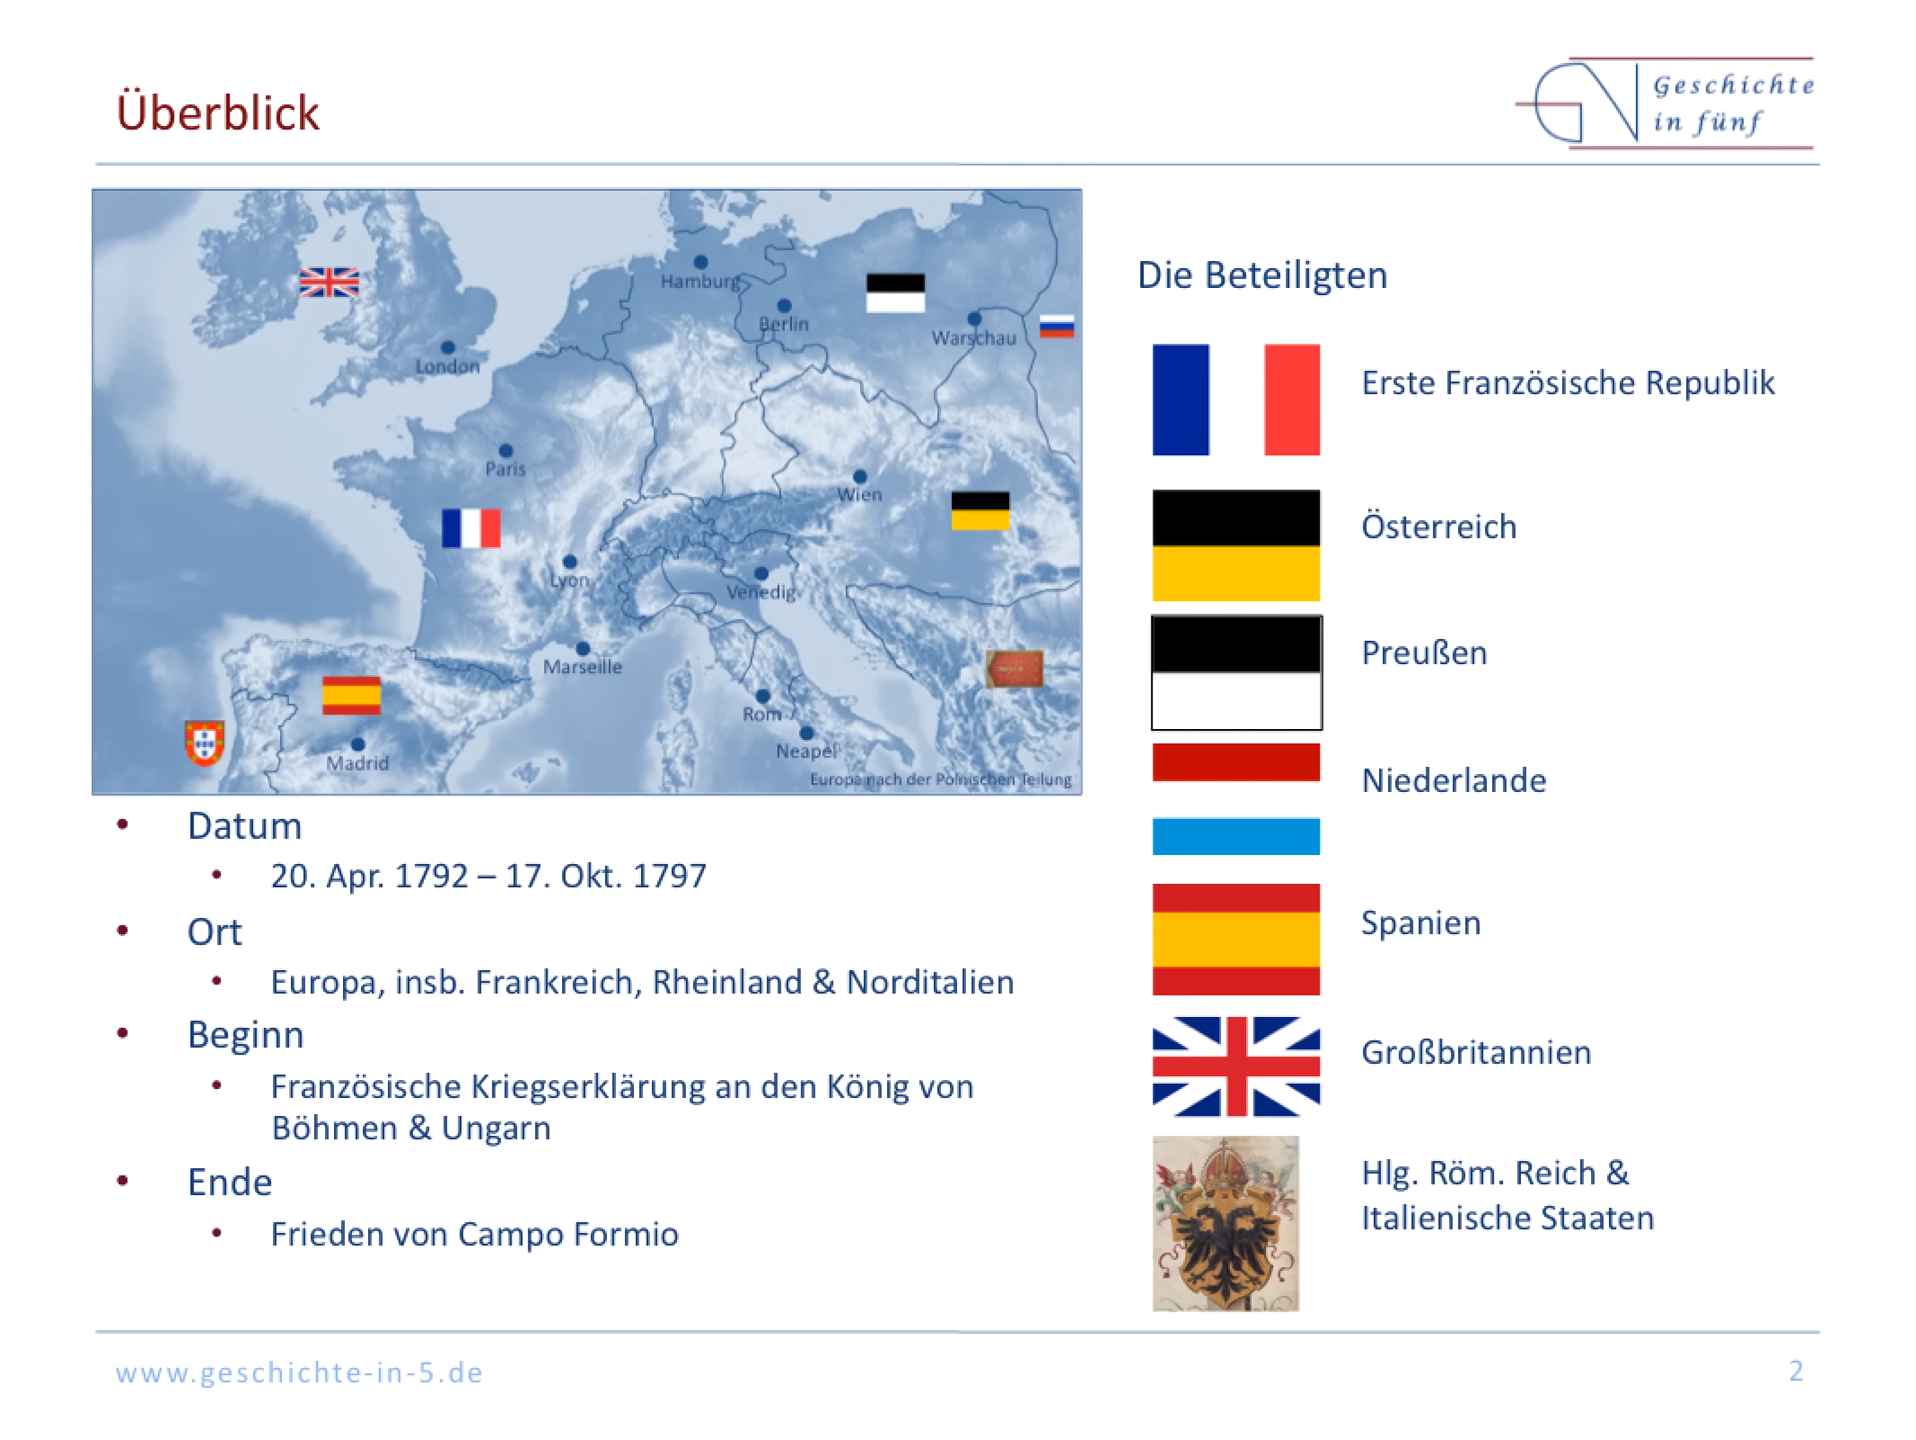 Überblick
Geschichte
in fünf
Hamburg
Berlin
Warschau
London
Paris
Wien
Lyon
Venedig
Marseille
Rom
Neapel
Madrid
Europa nach der Polnischen Teilung
• Datum
• 20. Apr. 1792 – 17. Okt. 1797
• Ort
• Europa, insb. Frankreich, Rheinland & Norditalien
• Beginn
• Französische Kriegserklärung an den König von
Böhmen & Ungarn
• Ende
• Frieden von Campo Formio
Die Beteiligten
Erste Französische Republik
Österreich
Preußen
Niederlande
Spanien
Großbritannien
Hlg. Röm. Reich &
Italienische Staaten
www.geschichte-in-5.de
2